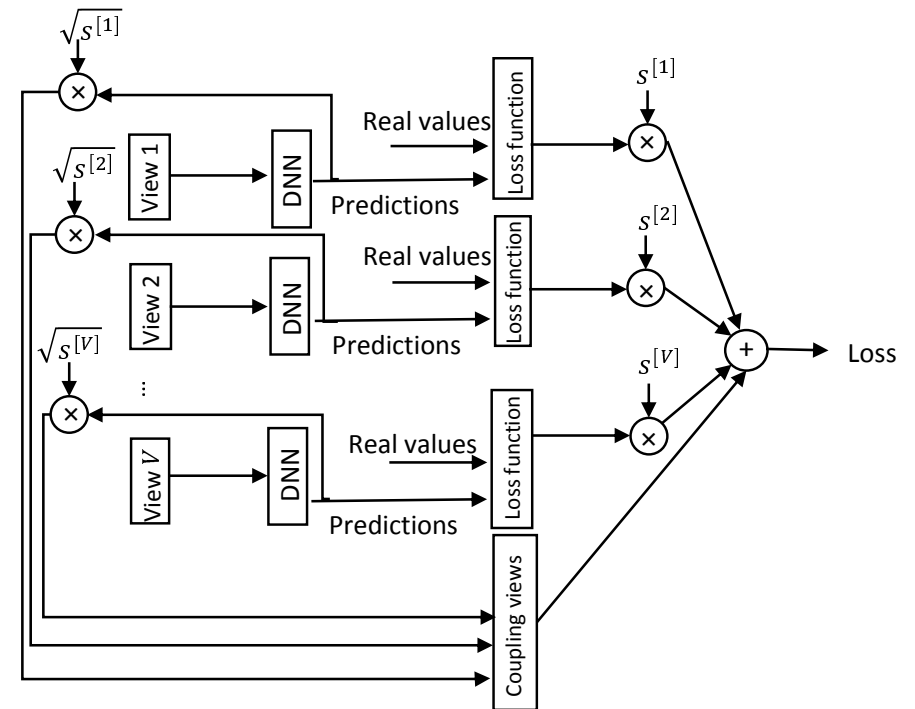 √s^[1]
×
s^[1]
Real values
Loss function
×
View 1
DNN
Predictions
√s^[2]
×
s^[2]
Real values
Loss function
×
View 2
DNN
Predictions
+
Loss
√s^[V]
...
×
s^[V]
Real values
Loss function
×
View V
DNN
Predictions
Coupling views